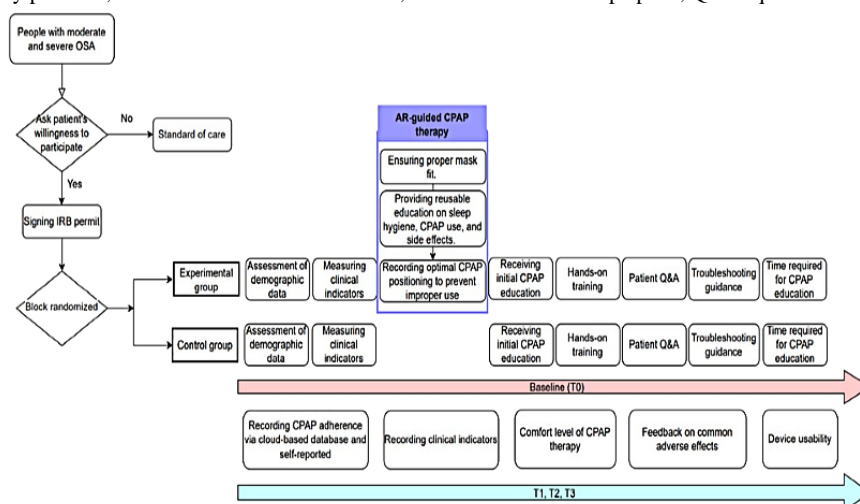 People with moderate
and severe OSA
Ask patient's
willingness to
participate
No
Standard of care
Yes
Signing IRB permit
Block randomized
Experimental
group
Control group
Assessment of
demographic
data
Measuring
clinical
indicators
AR-guided CPAP
therapy
Ensuring proper mask
fit.
Providing reusable
education on sleep
hygiene, CPAP use, and
side effects.
Recording optimal CPAP
positioning to prevent
improper use
Receiving
initial CPAP
education
Hands-on
training
Patient Q&A
Troubleshooting
guidance
Time required
for CPAP
education
Assessment of
demographic
data
Measuring
clinical
indicators
Receiving
initial CPAP
education
Hands-on
training
Patient Q&A
Troubleshooting
guidance
Time required
for CPAP
education
Baseline (T0)
Recording CPAP adherence
via cloud-based database and
self-reported
Recording clinical indicators
Comfort level of CPAP
therapy
Feedback on common
adverse effects
Device usability
T1, T2, T3